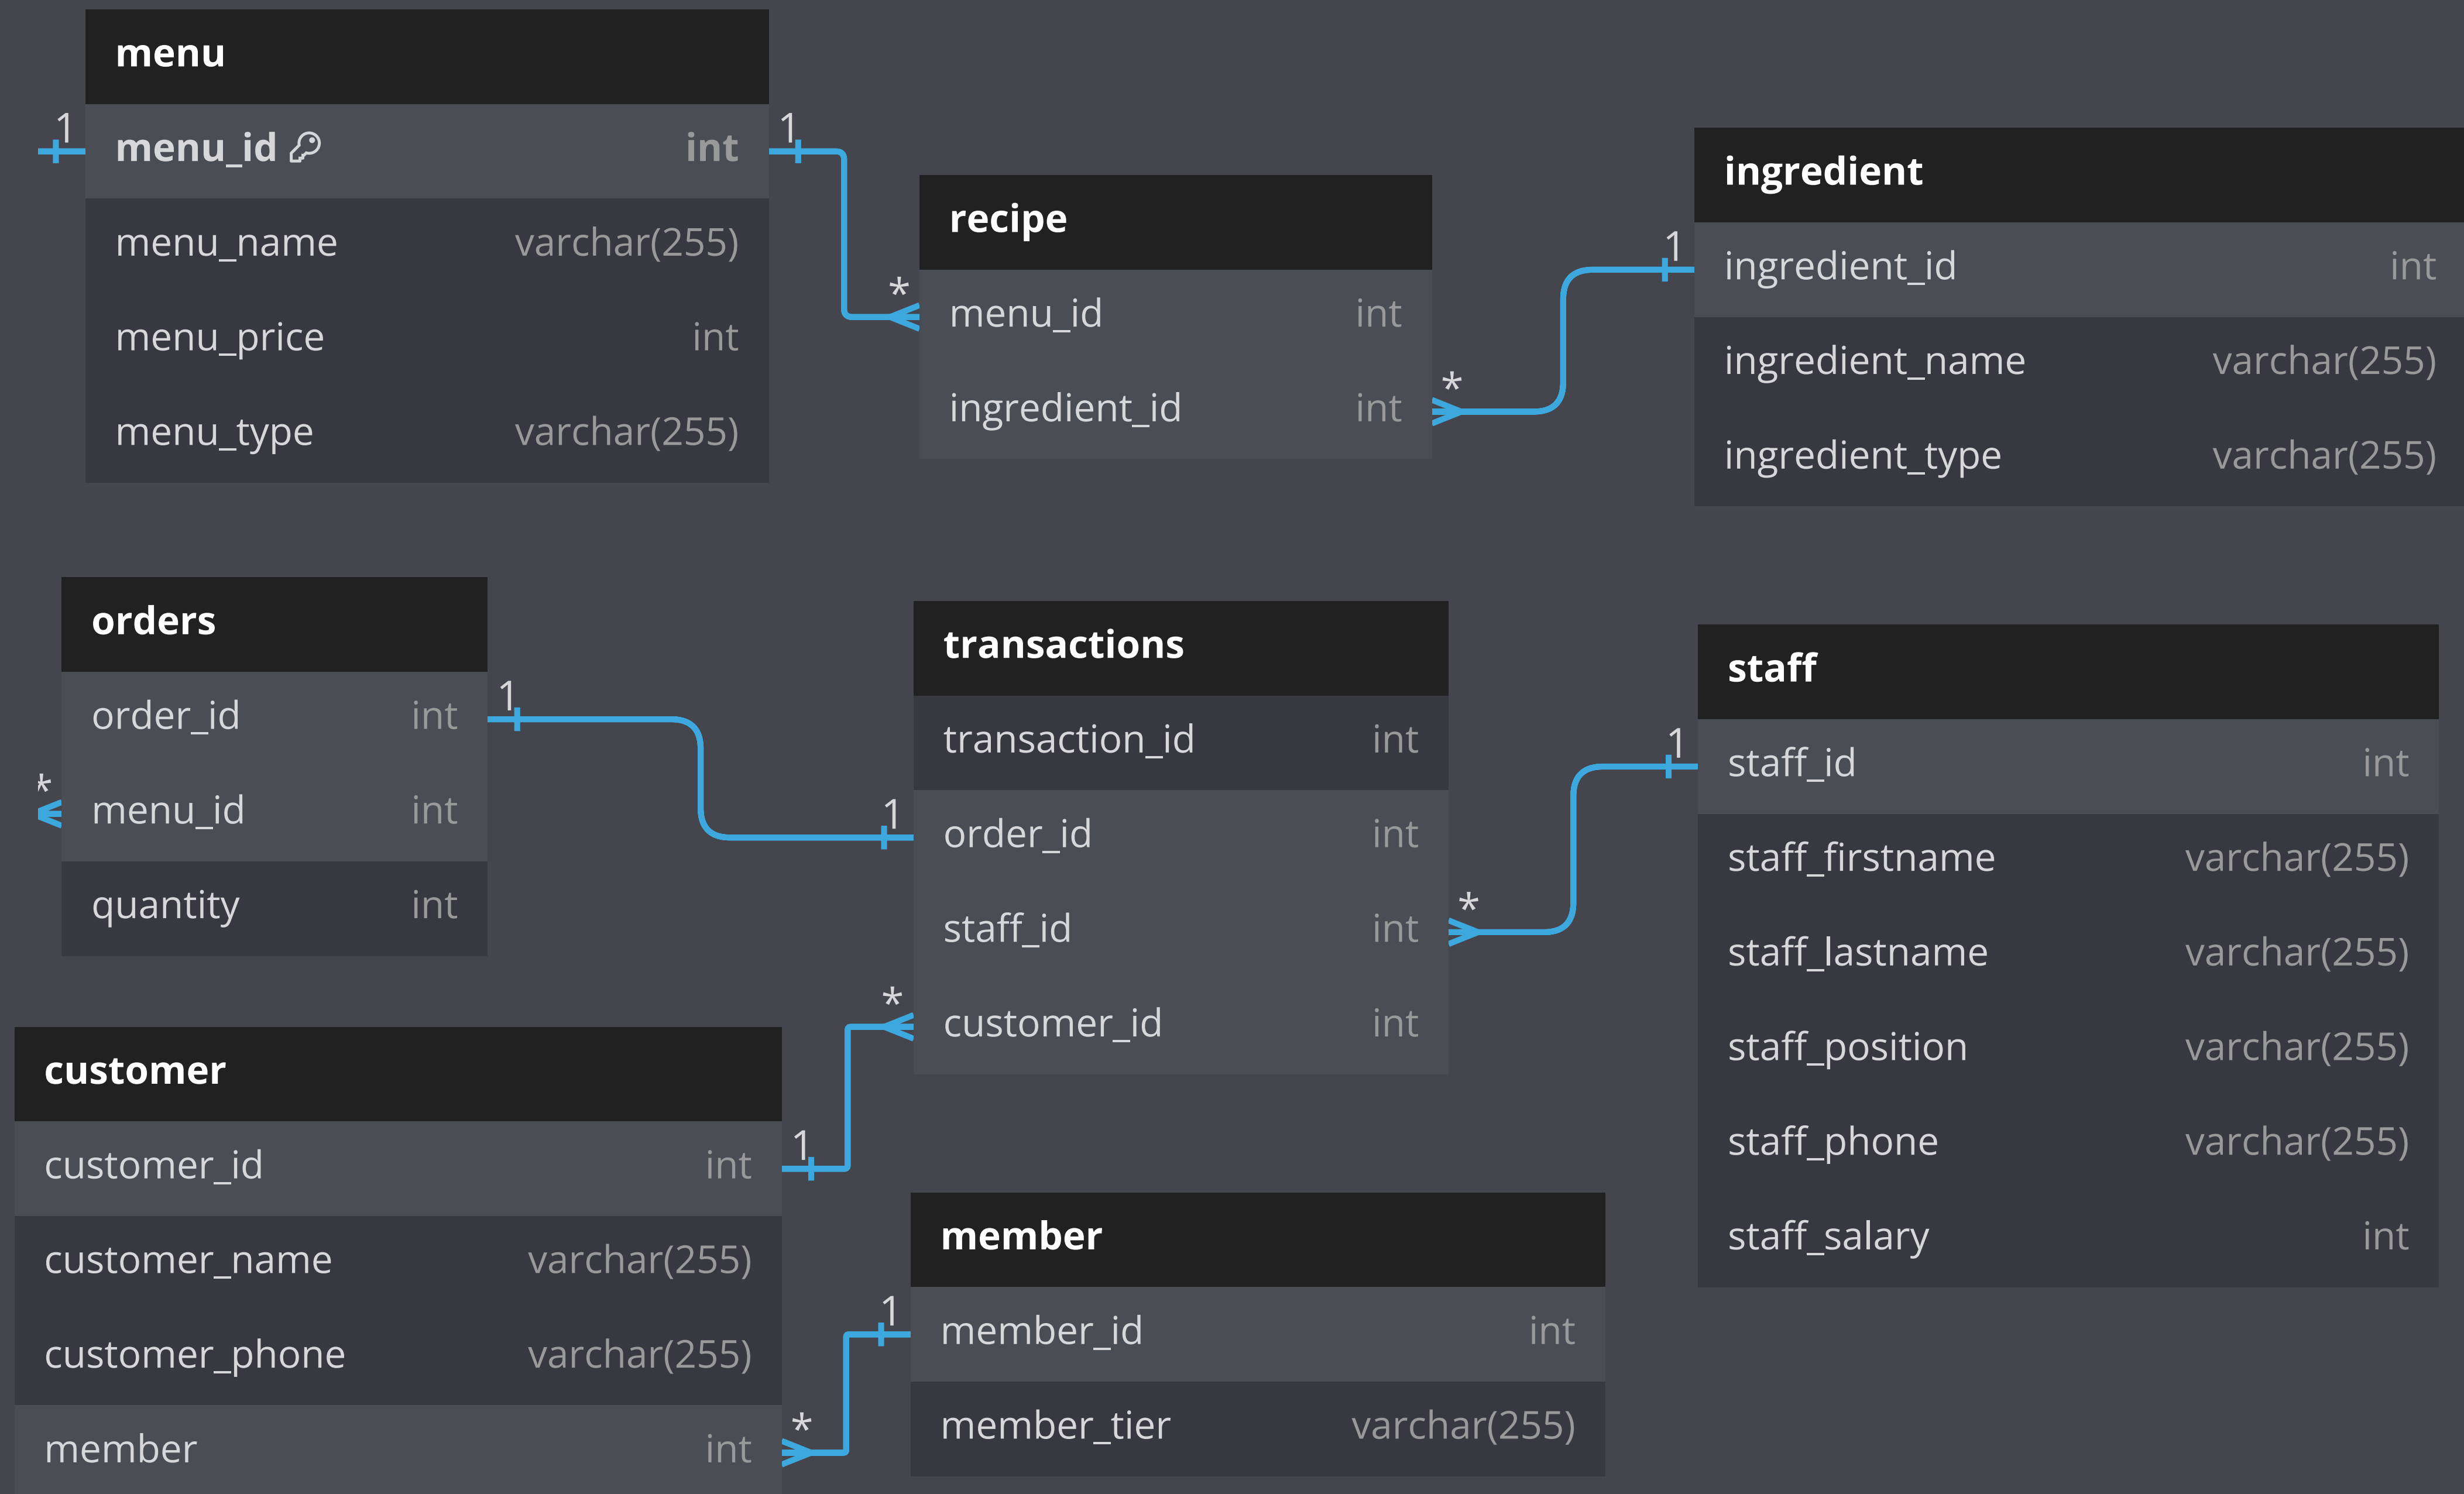 menu
1
menu_id int
1
menu_name varchar(255)
menu_price int
menu_type varchar(255)
recipe
*
menu_id int
ingredient_id int
*
ingredient
1
ingredient_id int
ingredient_name varchar(255)
ingredient_type varchar(255)
orders
order_id int
1
*
menu_id int
quantity int
transactions
transaction_id int
1
order_id int
staff_id int
*
*
customer_id int
staff
1
staff_id int
staff_firstname varchar(255)
staff_lastname varchar(255)
staff_position varchar(255)
staff_phone varchar(255)
staff_salary int
customer
customer_id int
1
customer_name varchar(255)
customer_phone varchar(255)
member int
*
member
1
member_id int
member_tier varchar(255)